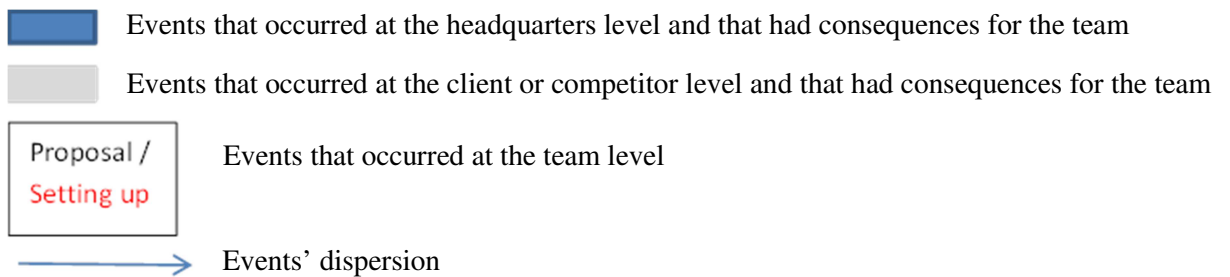 Events that occurred at the headquarters level and that had consequences for the team
Events that occurred at the client or competitor level and that had consequences for the team
Proposal /
Setting up
Events that occurred at the team level
Events’ dispersion